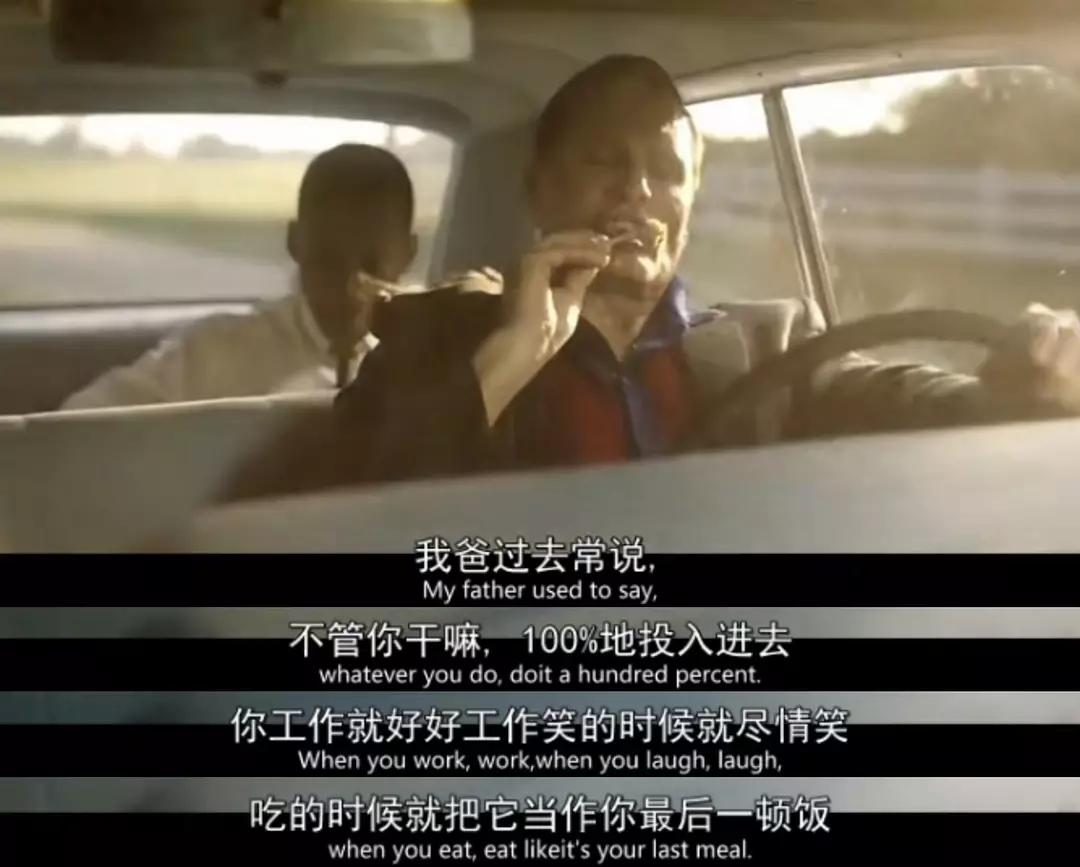 我爸过去常说,
My father used to say,
不管你干嘛, 100%地投入进去
whatever you do, doit a hundred percent.
你工作就好好工作笑的时候就尽情笑
When you work, work,when you laugh, laugh,
吃的时候就把它当作你最后一顿饭
when you eat, eat likeit's your last meal.